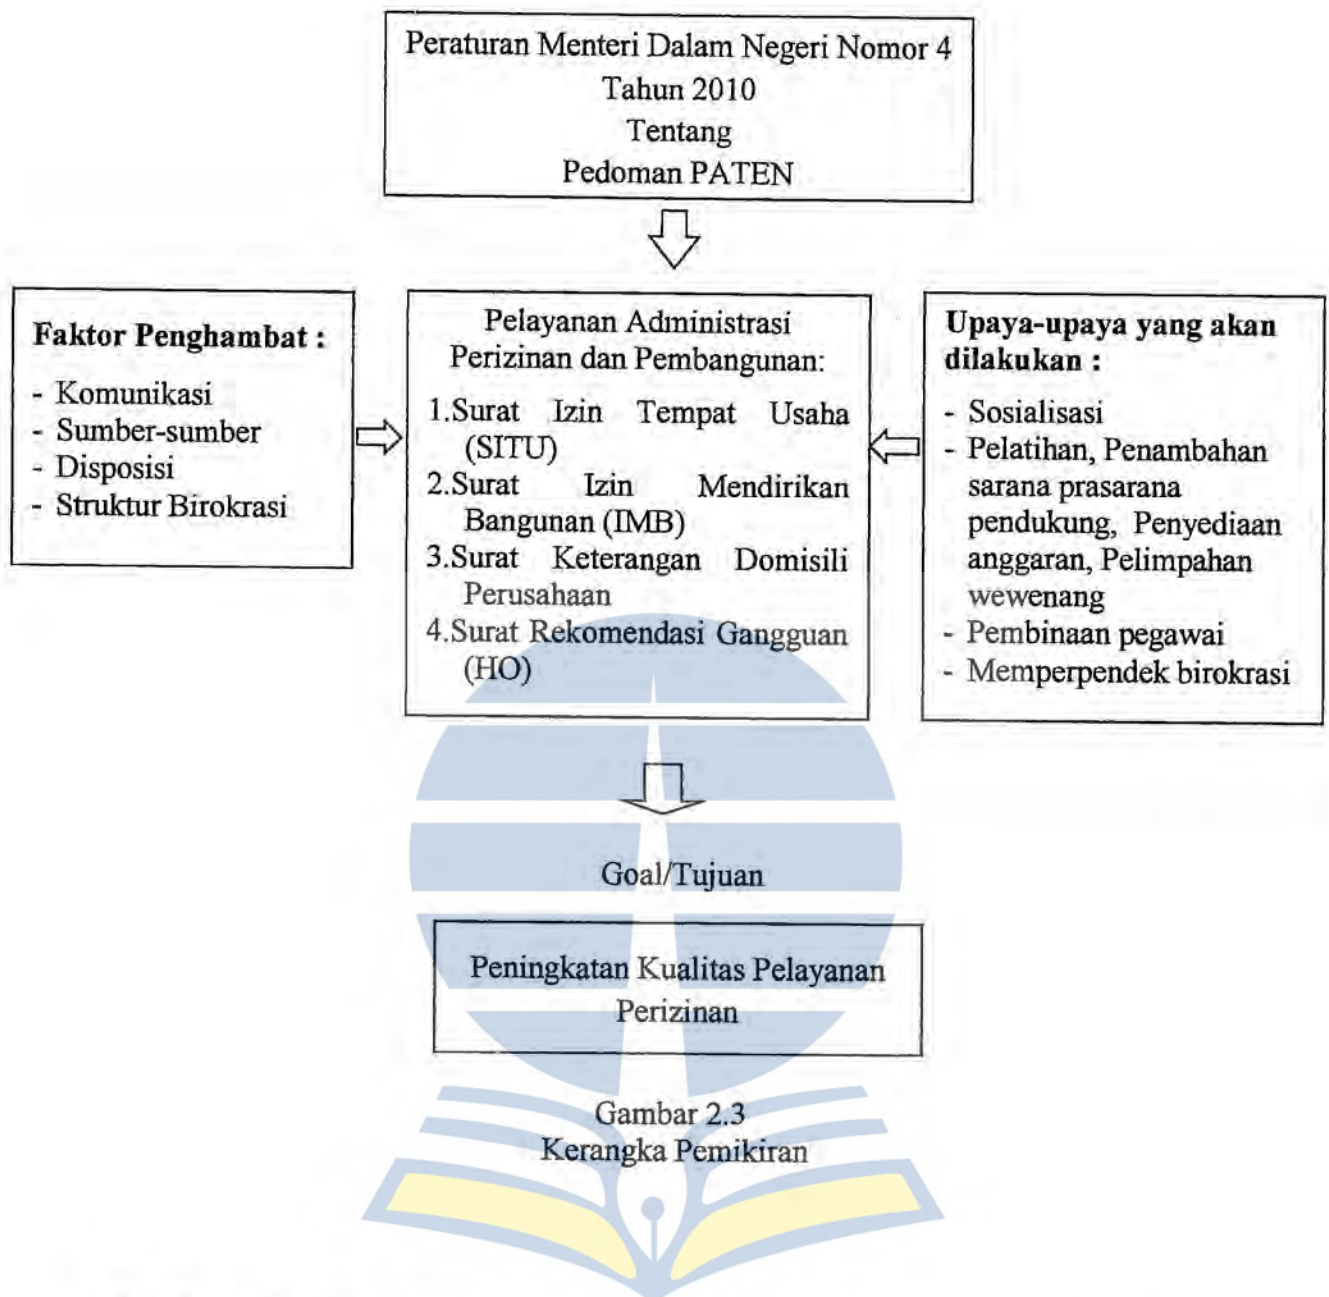 Peraturan Menteri Dalam Negeri Nomor 4
Tahun 2010
Tentang
Pedoman PATEN
Faktor Penghambat :
- Komunikasi
- Sumber-sumber
- Disposisi
- Struktur Birokrasi
Pelayanan Administrasi
Perizinan dan Pembangunan:
1.Surat Izin Tempat Usaha
(SITU)
2.Surat Izin Mendirikan
Bangunan (IMB)
3.Surat Keterangan Domisili
Perusahaan
4.Surat Rekomendasi Gangguan
(HO)
Upaya-upaya yang akan
dilakukan :
- Sosialisasi
- Pelatihan, Penambahan
sarana prasarana
pendukung, Penyediaan
anggaran, Pelimpahan
wewenang
- Pembinaan pegawai
- Memperpendek birokrasi
Goal/Tujuan
Peningkatan Kualitas Pelayanan
Perizinan
Gambar 2.3
Kerangka Pemikiran